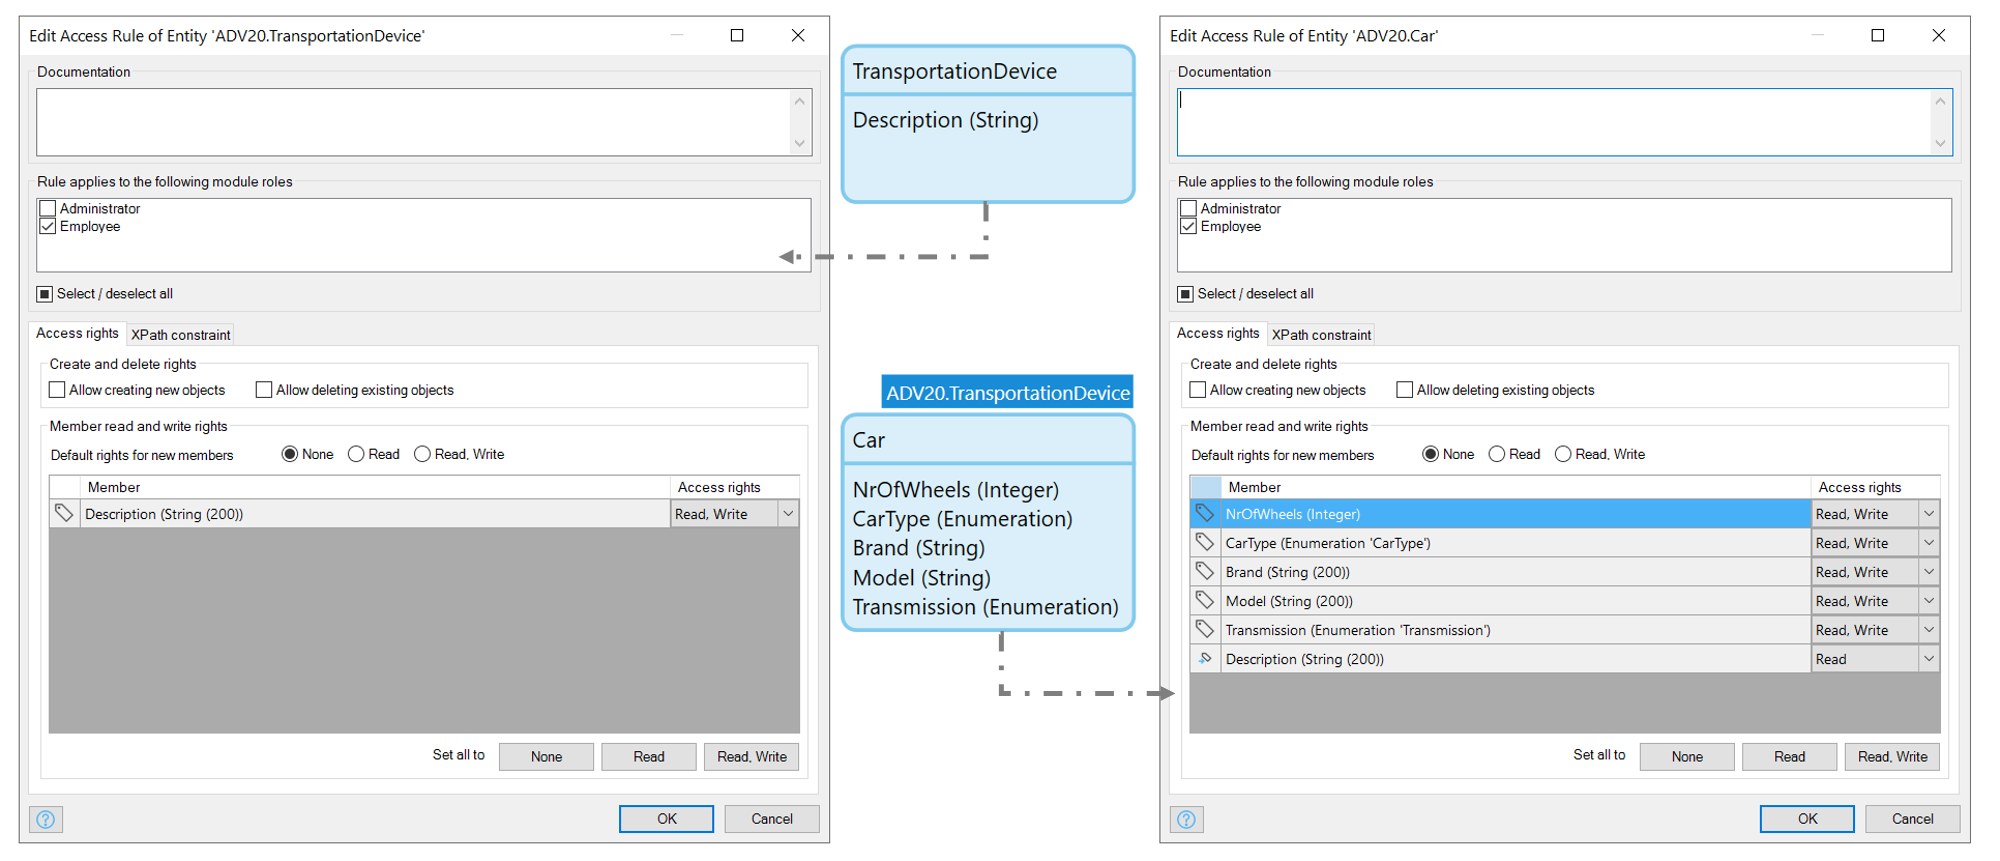 Edit Access Rule of Entity 'ADV20.TransportationDevice'
Documentation
Rule applies to the following module roles
Administrator
Employee
Select / deselect all
Access rights
XPath constraint
Create and delete rights
Allow creating new objects
Allow deleting existing objects
Member read and write rights
Default rights for new members
None
Read
Read, Write
Member
Access rights
Description (String (200))
Read, Write
Set all to
None
Read
Read, Write
OK
Cancel
TransportationDevice
Description (String)
ADV20.TransportationDevice
Car
NrOfWheels (Integer)
CarType (Enumeration)
Brand (String)
Model (String)
Transmission (Enumeration)
Edit Access Rule of Entity 'ADV20.Car'
Documentation
Rule applies to the following module roles
Administrator
Employee
Select / deselect all
Access rights
XPath constraint
Create and delete rights
Allow creating new objects
Allow deleting existing objects
Member read and write rights
Default rights for new members
None
Read
Read, Write
Member
Access rights
NrOfWheels (Integer)
Read, Write
CarType (Enumeration 'CarType')
Read, Write
Brand (String (200))
Read, Write
Model (String (200))
Read, Write
Transmission (Enumeration 'Transmission')
Read, Write
Description (String (200))
Read
Set all to
None
Read
Read, Write
OK
Cancel